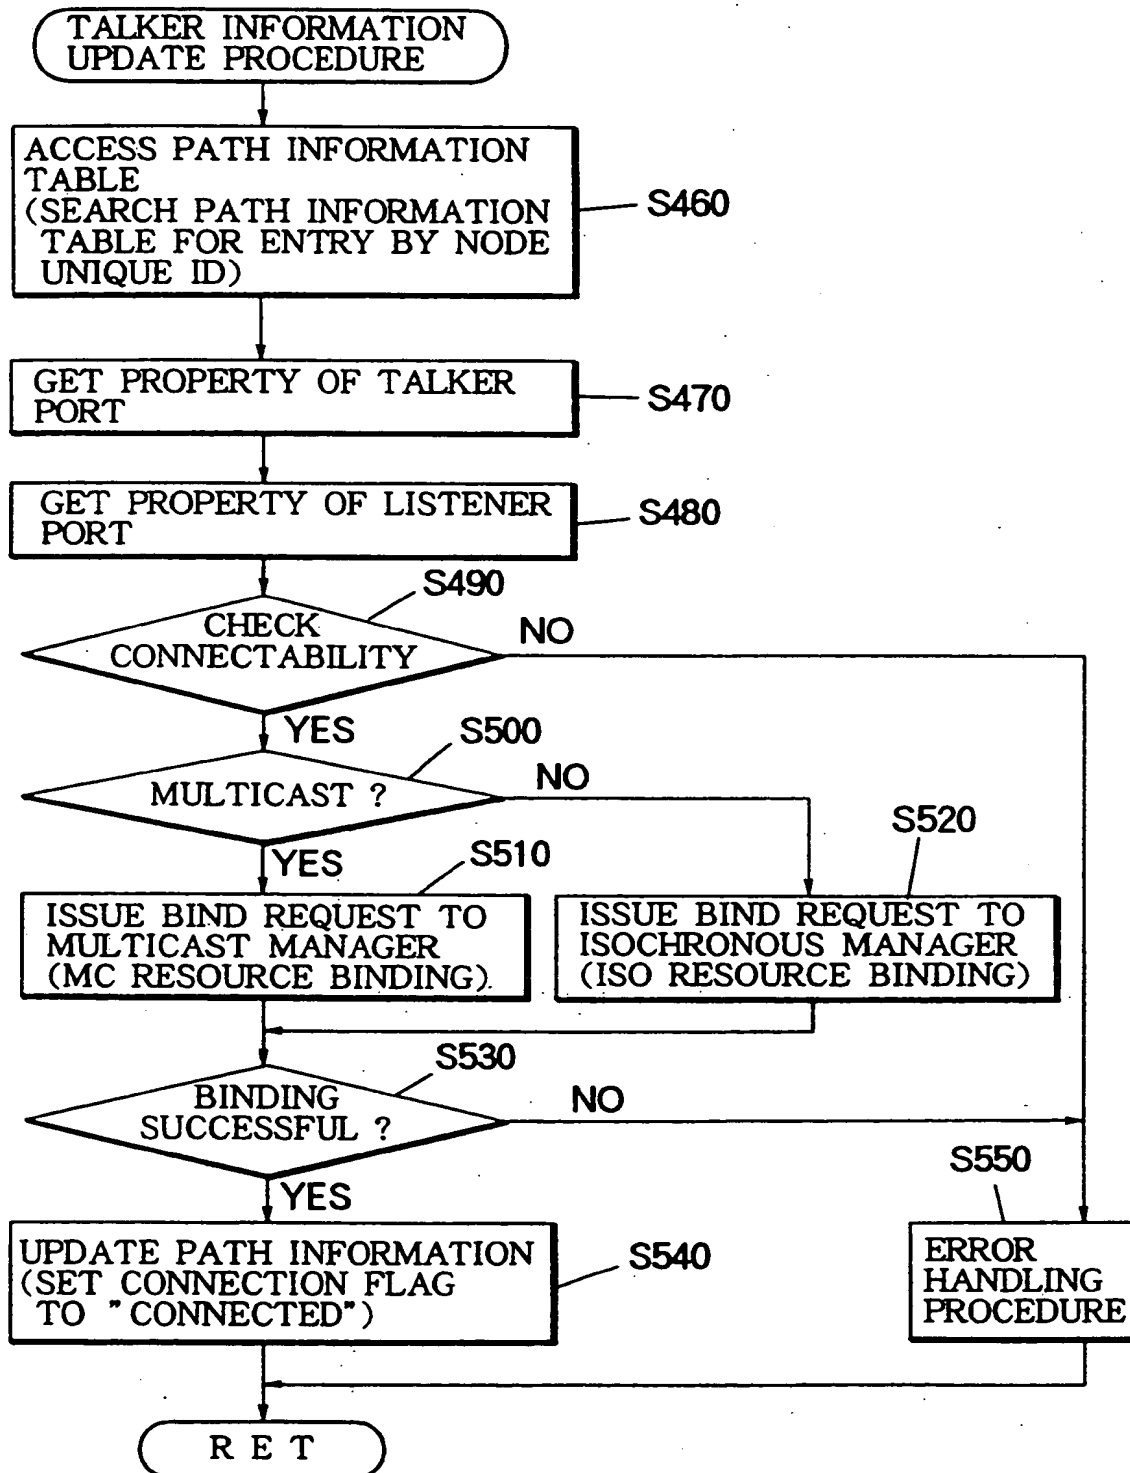 TALKER INFORMATION
UPDATE PROCEDURE
ACCESS PATH INFORMATION
TABLE
(SEARCH PATH INFORMATION
TABLE FOR ENTRY BY NODE
UNIQUE ID)
S460
GET PROPERTY OF TALKER
PORT
S470
GET PROPERTY OF LISTENER
PORT
S480
S490
CHECK
CONNECTABILITY
NO
YES
S500
MULTICAST ?
NO
YES
S510
S520
ISSUE BIND REQUEST TO
MULTICAST MANAGER
(MC RESOURCE BINDING).
ISSUE BIND REQUEST TO
ISOCHRONOUS MANAGER
(ISO RESOURCE BINDING)
S530
BINDING
SUCCESSFUL ?
NO
YES
S550
UPDATE PATH INFORMATION
(SET CONNECTION FLAG
TO "CONNECTED")
S540
ERROR
HANDLING
PROCEDURE
R E T